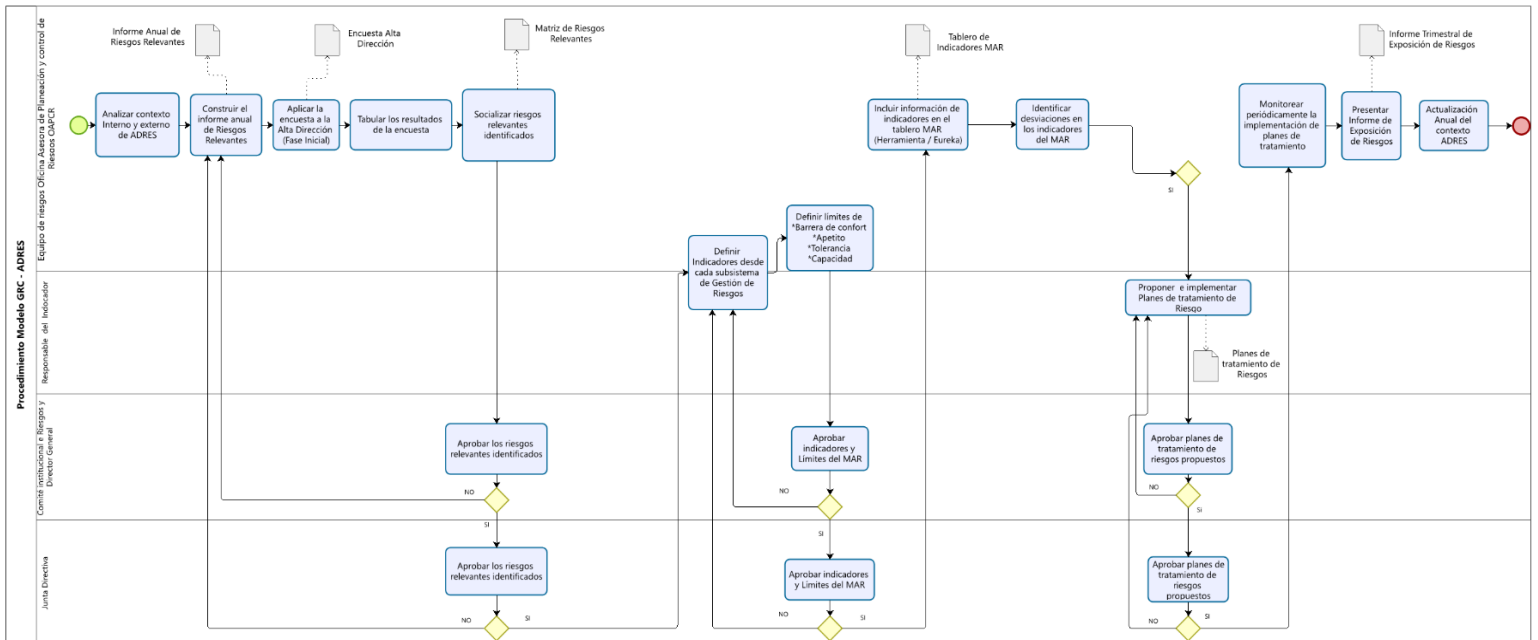 Procedimiento Modelo GRC - ADRES
Equipo de riesgos Oficina Asesora de Planeación y control de
Riesgos OAPCR
Informe Anual de
Riesgos Relevantes
Encuesta Alta
Dirección
Matriz de Riesgos
Relevantes
Tablero de
Indicadores MAR
Informe Trimestral de
Exposición de Riesgos
Analizar contexto
Interno y externo
de ADRES
Construir el
informe anual
de Riesgos
Relevantes
Aplicar la
encuesta a la
Alta Dirección
(Fase Inicial)
Tabular los resultados
de la encuesta
Socializar riesgos
relevantes
identificados
Incluir información de
indicadores en el
tablero MAR
(Herramienta / Eureka)
Identificar
desviaciones en
los indicadores
del MAR
SI
Monitorear
periódicamente la
implementación de
planes de
tratamiento
Presentar
Informe de
Exposición de
Riesgos
Actualización
Anual del
contexto
ADRES
Definir
Indicadores desde
cada subsistema
de Gestión de
Riesgos
Definir límites de
*Barrera de confort
*Apetito
*Tolerancia
*Capacidad
Responsable del Indocador
Proponer e implementar
Planes de tratamiento de
Riesgo
Planes de
tratamiento de
Riesgos
Comité institucional e Riesgos y
Director General
Aprobar los riesgos
relevantes identificados
NO
SI
Aprobar
indicadores y
Límites del MAR
NO
SI
Aprobar planes de
tratamiento de
riesgos propuestos
NO
SI
Junta Directiva
Aprobar los riesgos
relevantes identificados
NO
SI
Aprobar indicadores
y Limites del MAR
NO
SI
Aprobar planes de
tratamiento de
riesgos
propuestos
NO
SI